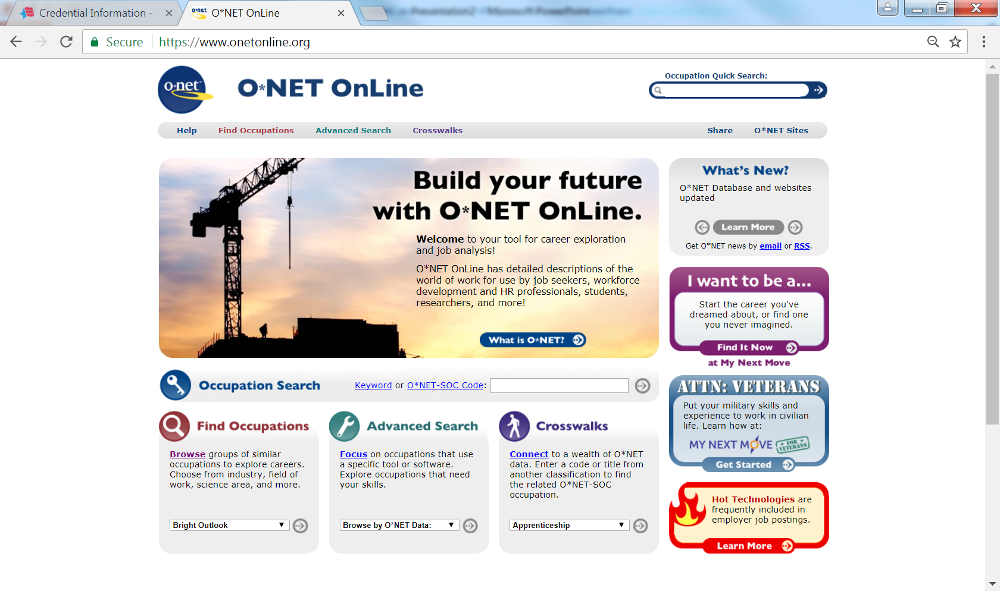 Credential Information -
O*NET OnLine
Presentation2 - Microsoft PowerPoint
Secure
https://www.onetonline.org
o·net™
O*NET OnLine
Occupation Quick Search:
Help
Find Occupations
Advanced Search
Crosswalks
Share
O*NET Sites
Build your future
with O*NET OnLine.
Welcome to your tool for career exploration
and job analysis!
O*NET OnLine has detailed descriptions of the
world of work for use by job seekers, workforce
development and HR professionals, students,
researchers, and more!
What is O*NET?
What's New?
O*NET Database and websites
updated
Learn More
Get O*NET news by email or RSS.
I want to be a...
Start the career you've
dreamed about, or find one
you never imagined.
Find It Now
at My Next Move
Occupation Search
Keyword or O*NET-SOC Code:
ATTN: VETERANS
Put your military skills and
experience to work in civilian
life. Learn how at:
MY NEXT MOVE
FOR
VETERANS
Get Started
Find Occupations
Browse groups of similar
occupations to explore careers.
Choose from industry, field of
work, science area, and more.
Bright Outlook
Advanced Search
Focus on occupations that use
a specific tool or software.
Explore occupations that need
your skills.
Browse by O*NET Data:
Crosswalks
Connect to a wealth of O*NET
data. Enter a code or title from
another classification to find
the related O*NET-SOC
occupation.
Apprenticeship
Hot Technologies are
frequently included in
employer job postings.
Learn More